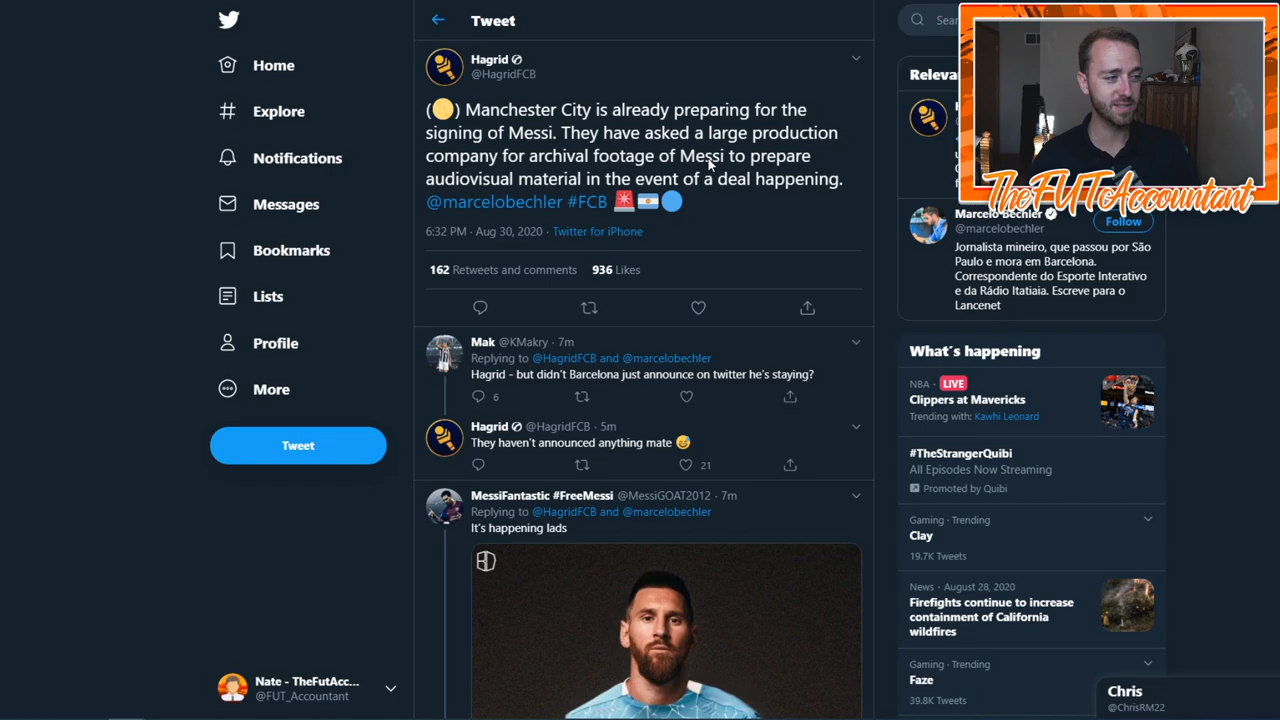 Home
Explore
Notifications
Messages
Bookmarks
Lists
Profile
More
Tweet
Nate - TheFutAcc...
@FUT_Accountant
Tweet
Hagrid
@HagridFCB
(🌕) Manchester City is already preparing for the
signing of Messi. They have asked a large production
company for archival footage of Messi to prepare
audiovisual material in the event of a deal happening.
@marcelobechler #FCB 🚨🇦🇷🔵
6:32 PM · Aug 30, 2020 · Twitter for iPhone
162 Retweets and comments 936 Likes
Mak @KMakry · 7m
Replying to @HagridFCB and @marcelobechler
Hagrid - but didn't Barcelona just announce on twitter he's staying?
6
Hagrid @HagridFCB · 5m
They haven't announced anything mate 😅
21
MessiFantastic #FreeMessi @MessiGOAT2012 · 7m
Replying to @HagridFCB and @marcelobechler
It's happening lads
Sea
Releva
TheFUTAccountant
Marcelo Bechler
@marcelobechler
Follow
Jornalista mineiro, que passou por São
Paulo e mora em Barcelona.
Correspondente do Esporte Interativo
e da Rádio Itatiaia. Escreve para o
Lancenet
What's happening
NBA · LIVE
Clippers at Mavericks
Trending with: Kawhi Leonard
#TheStrangerQuibi
All Episodes Now Streaming
Promoted by Quibi
Gaming · Trending
Clay
19.7K Tweets
News · August 28, 2020
Firefights continue to increase
containment of California
wildfires
Gaming · Trending
Faze
39.8K Tweets
Chris
@ChrisRM22